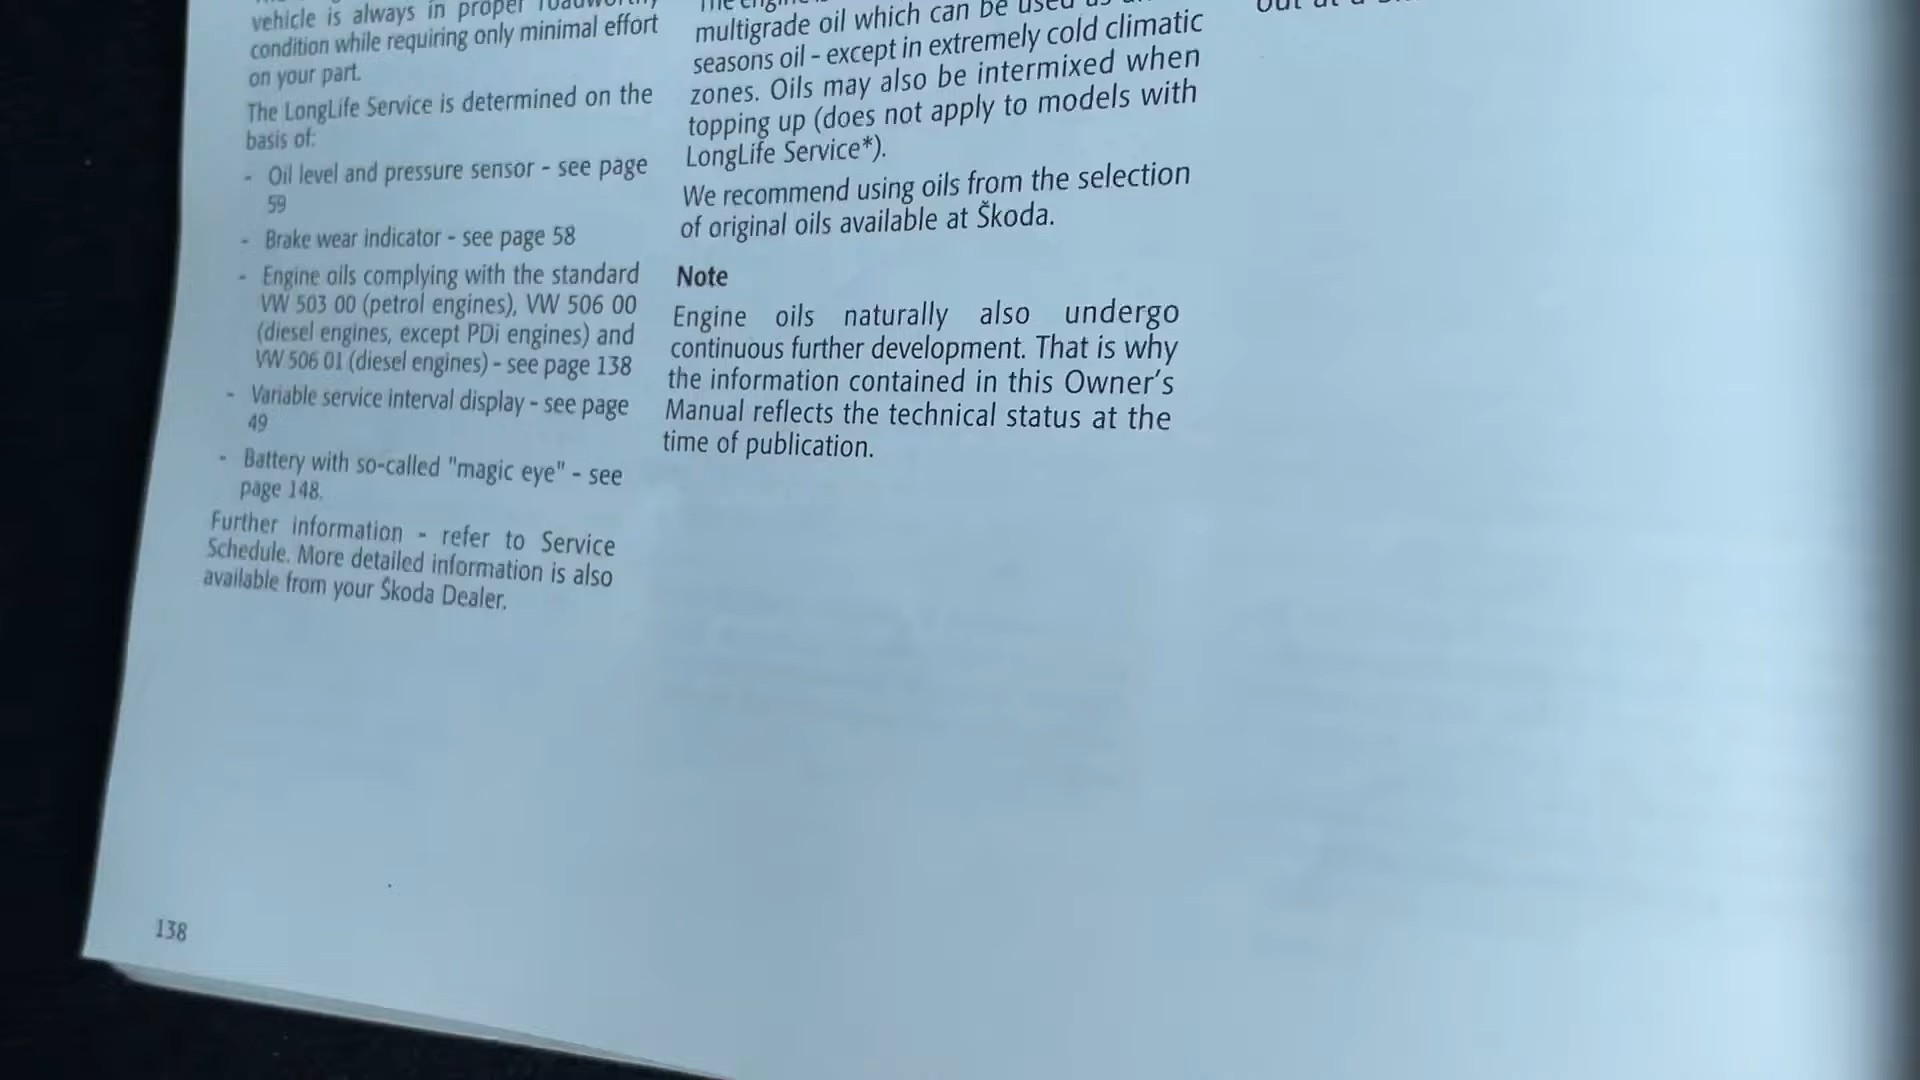 vehicle is always in proper roadworthy
condition while requiring only minimal effort
on your part.
The LongLife Service is determined on the
basis of:
- Oil level and pressure sensor - see page
59
- Brake wear indicator - see page 58
- Engine oils complying with the standard
VW 503 00 (petrol engines), VW 506 00
(diesel engines, except PDi engines) and
VW 506 01 (diesel engines) - see page 138
- Variable service interval display - see page
49
- Battery with so-called "magic eye" - see
page 148.
Further information - refer to Service
Schedule. More detailed information is also
available from your Škoda Dealer.
138
multigrade oil which can be used
seasons oil - except in extremely cold climatic
zones. Oils may also be intermixed when
topping up (does not apply to models with
LongLife Service*).
We recommend using oils from the selection
of original oils available at Škoda.
Note
Engine oils naturally also undergo
continuous further development. That is why
the information contained in this Owner's
Manual reflects the technical status at the
time of publication.